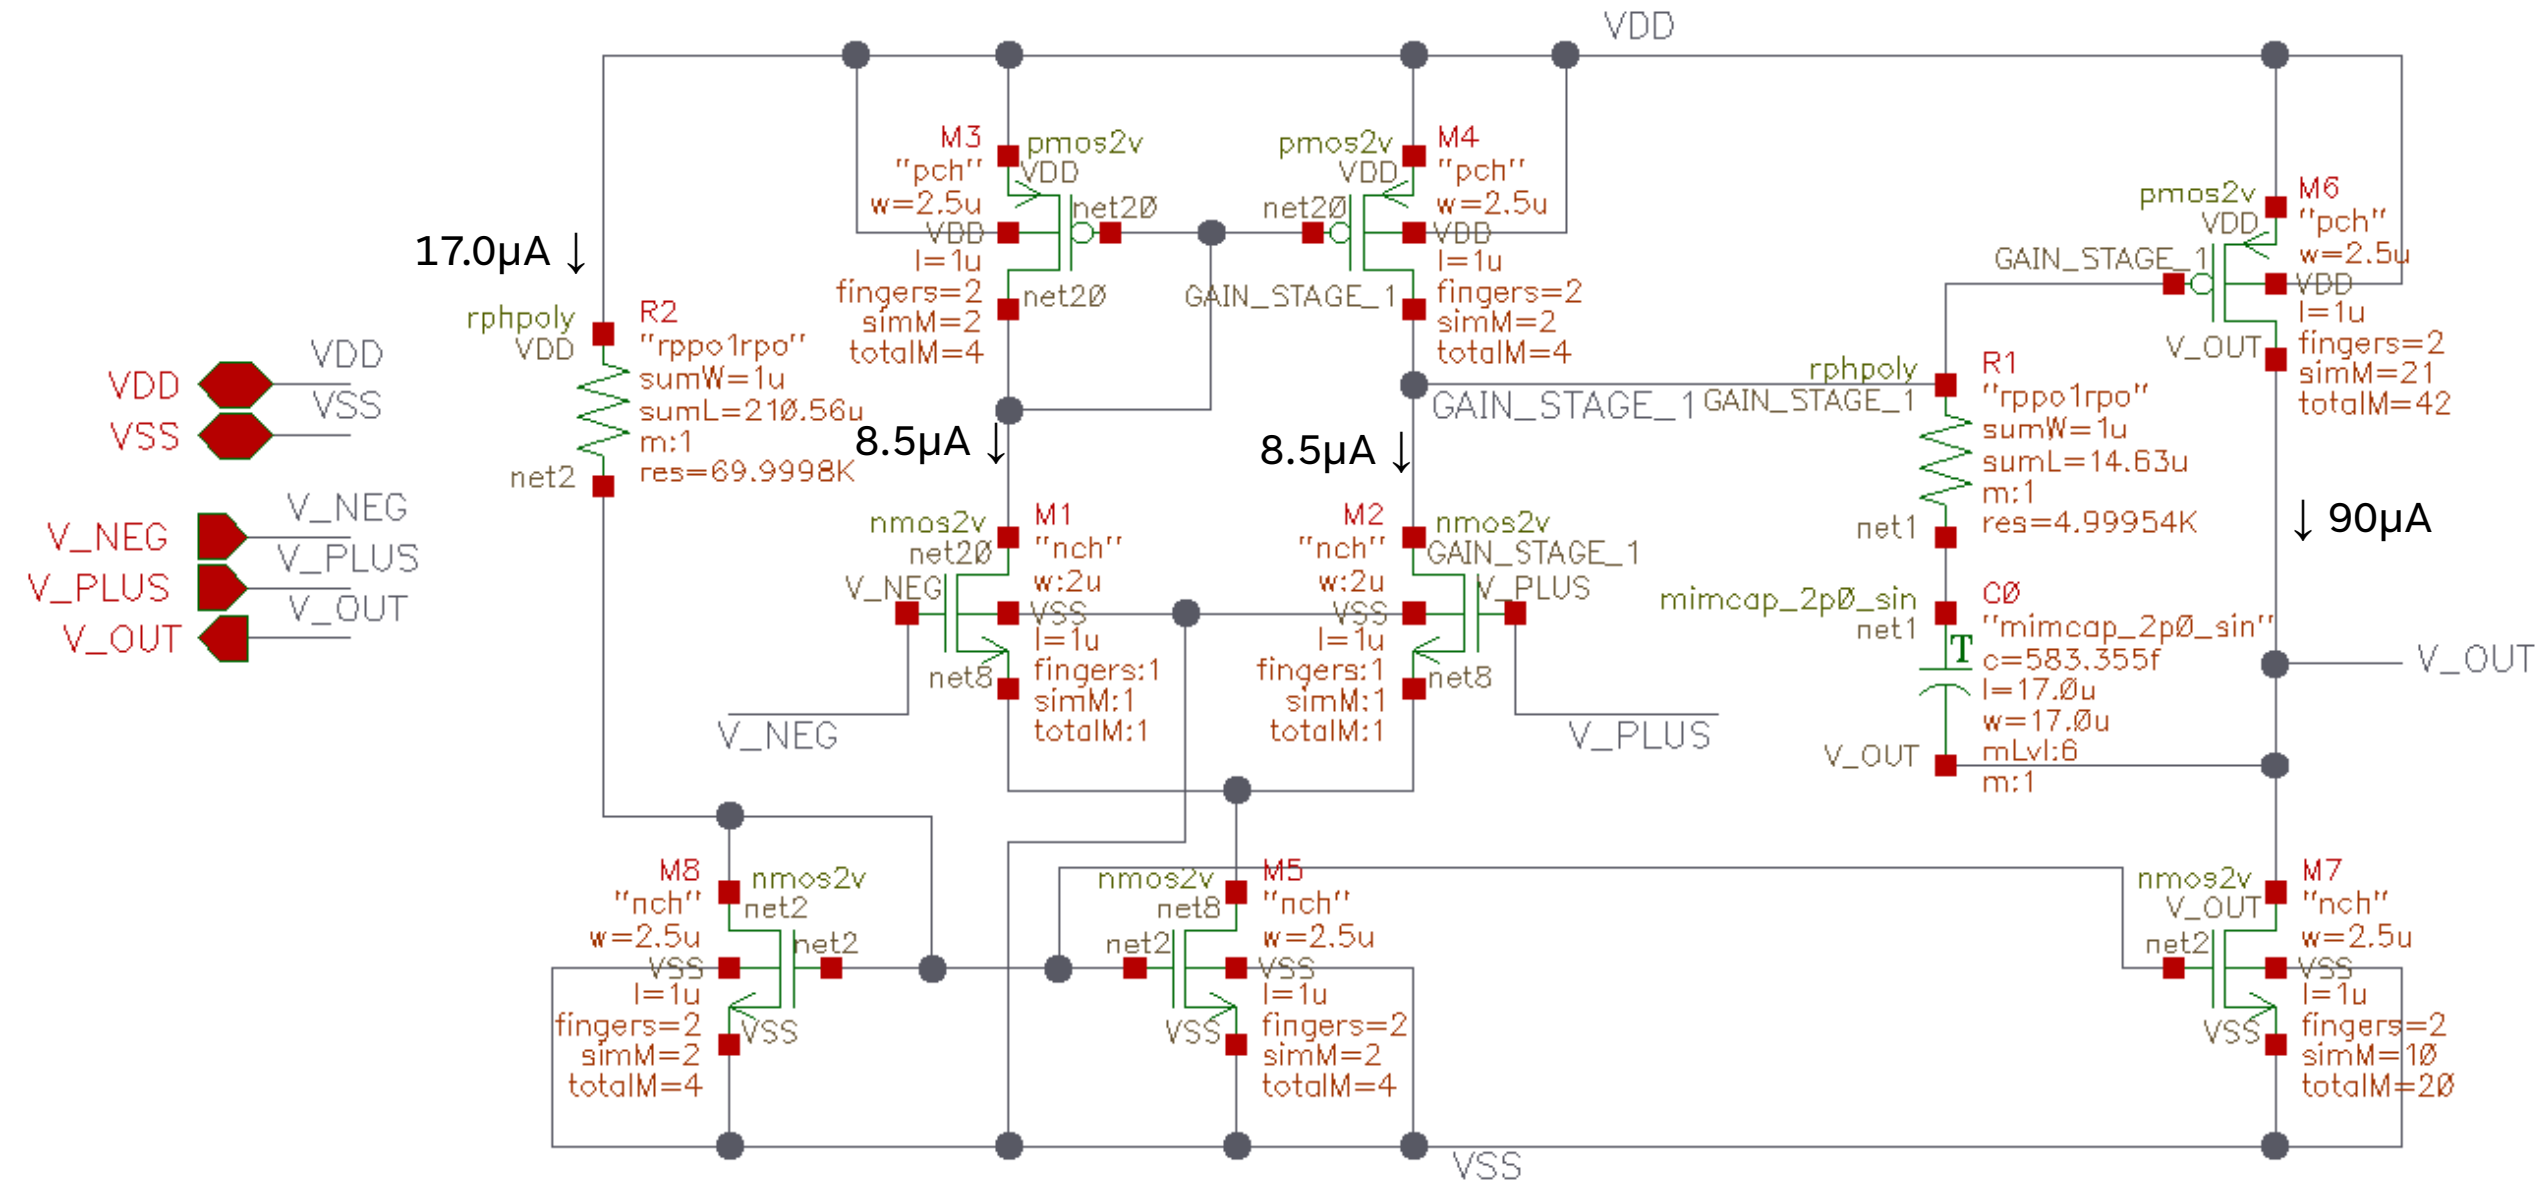 VDD
M3
pmos2v
"pch"
VDD
w=2.5u
net20
VDD
l=1u
fingers=2
net20
simM=2
totalM=4
M4
pmos2v
VDD
"pch"
net20
w=2.5u
VDD
l=1u
GAIN_STAGE_1
fingers=2
simM=2
totalM=4
M6
pmos2v
"pch"
VDD
w=2.5u
GAIN_STAGE_1
VDD
l=1u
V_OUT
fingers=2
simM=21
totalM=42
17.0µA ↓
R2
rphpoly
VDD
"rppo1rpo"
sumW=1u
sumL=210.56u
m:1
res=69.9998K
net2
VDD
VDD
VSS
VSS
V_NEG
V_NEG
V_PLUS
V_PLUS
V_OUT
V_OUT
8.5µA ↓
8.5µA ↓
GAIN_STAGE_1
R1
rphpoly
GAIN_STAGE_1
"rppo1rpo"
sumW=1u
sumL=14.63u
m:1
res=4.99954K
net1
↓ 90µA
M1
nmos2v
net20
"nch"
w:2u
V_NEG
VSS
l=1u
fingers:1
net8
simM:1
totalM:1
V_NEG
M2
nmos2v
"nch"
GAIN_STAGE_1
w:2u
V_PLUS
VSS
l=1u
fingers:1
net8
simM:1
totalM:1
V_PLUS
C0
mimcap_2p0_sin
net1
"mimcap_2p0_sin"
T
c=583.355f
l=17.0u
w=17.0u
mLvl:6
m:1
V_OUT
V_OUT
M8
nmos2v
"nch"
net2
w=2.5u
net2
VSS
l=1u
fingers=2
VSS
simM=2
totalM=4
M5
nmos2v
"nch"
net8
w=2.5u
net2
VSS
l=1u
fingers=2
VSS
simM=2
totalM=4
M7
nmos2v
"nch"
V_OUT
w=2.5u
net2
VSS
l=1u
fingers=2
VSS
simM=10
totalM=20
VSS